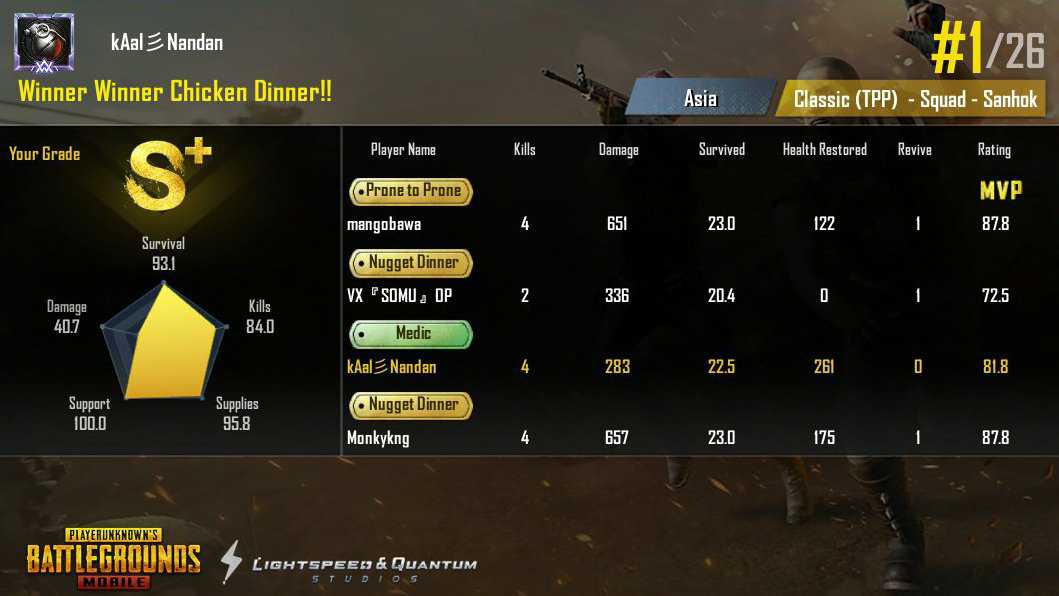 kAal彡Nandan
#1/26
Winner Winner Chicken Dinner!!
Asia
Classic (TPP) - Squad - Sanhok
Your Grade
S+
Survival
93.1
Damage
40.7
Kills
84.0
Support
100.0
Supplies
95.8
Player Name Kills Damage Survived Health Restored Revive Rating
Prone to Prone MVP
mangobawa 4 651 23.0 122 1 87.8
Nugget Dinner
VX『SOMU』OP 2 336 20.4 0 1 72.5
Medic
kAal彡Nandan 4 283 22.5 261 0 81.8
Nugget Dinner
Monkykng 4 657 23.0 175 1 87.8
PLAYERUNKNOWN'S
BATTLEGROUNDS
MOBILE
LIGHTSPEED & QUANTUM
STUDIOS